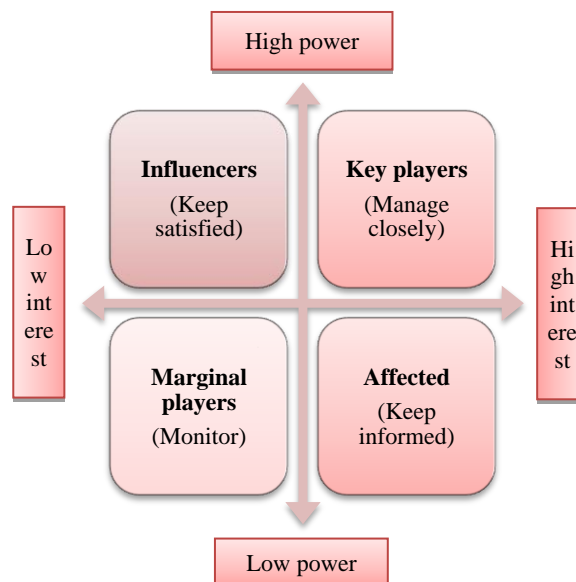 High power
Influencers
(Keep
satisfied)
Key players
(Manage
closely)
Lo
w
int
ere
st
Hi
gh
int
ere
st
Marginal
players
(Monitor)
Affected
(Keep
informed)
Low power